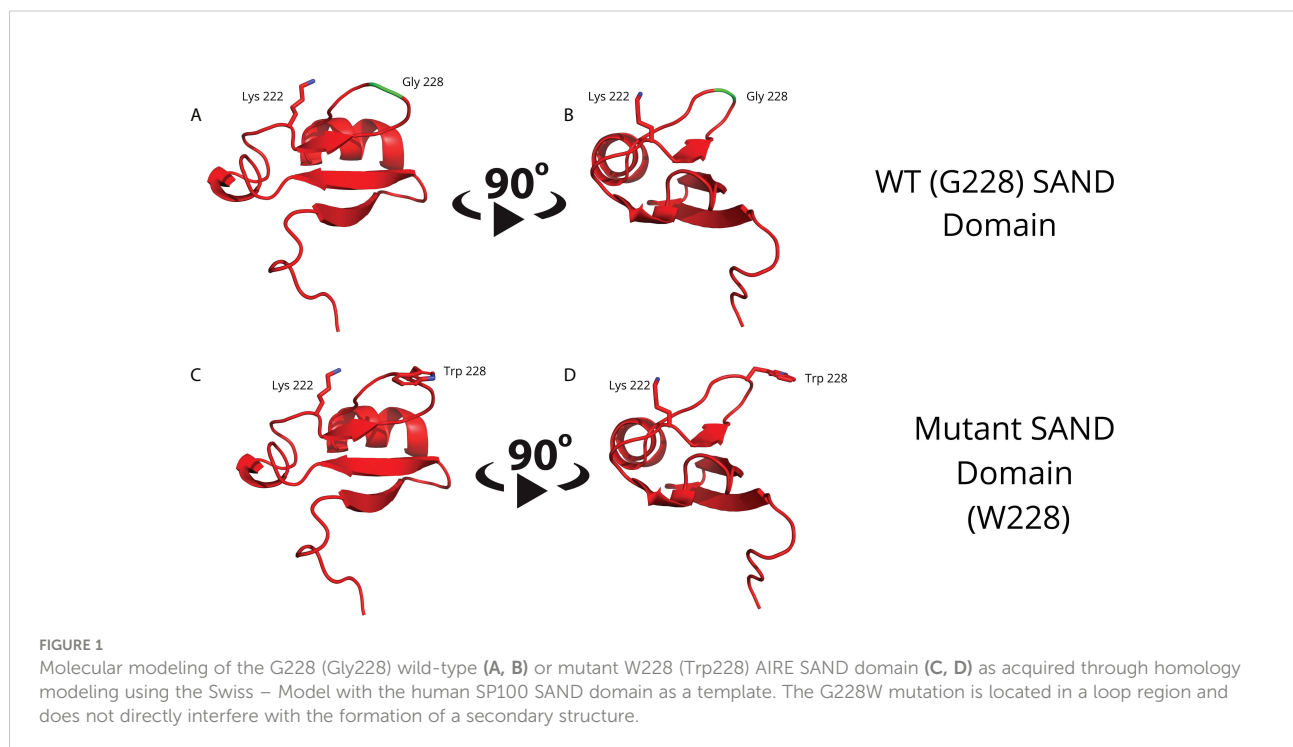 A
Lys 222
Gly 228
90o
B
Lys 222
Gly 228
WT (G228) SAND
Domain
C
Lys 222
Trp 228
90o
D
Lys 222
Trp 228
Mutant SAND
Domain
(W228)
FIGURE 1
Molecular modeling of the G228 (Gly228) wild-type (A, B) or mutant W228 (Trp228) AIRE SAND domain (C, D) as acquired through homology
modeling using the Swiss – Model with the human SP100 SAND domain as a template. The G228W mutation is located in a loop region and
does not directly interfere with the formation of a secondary structure.